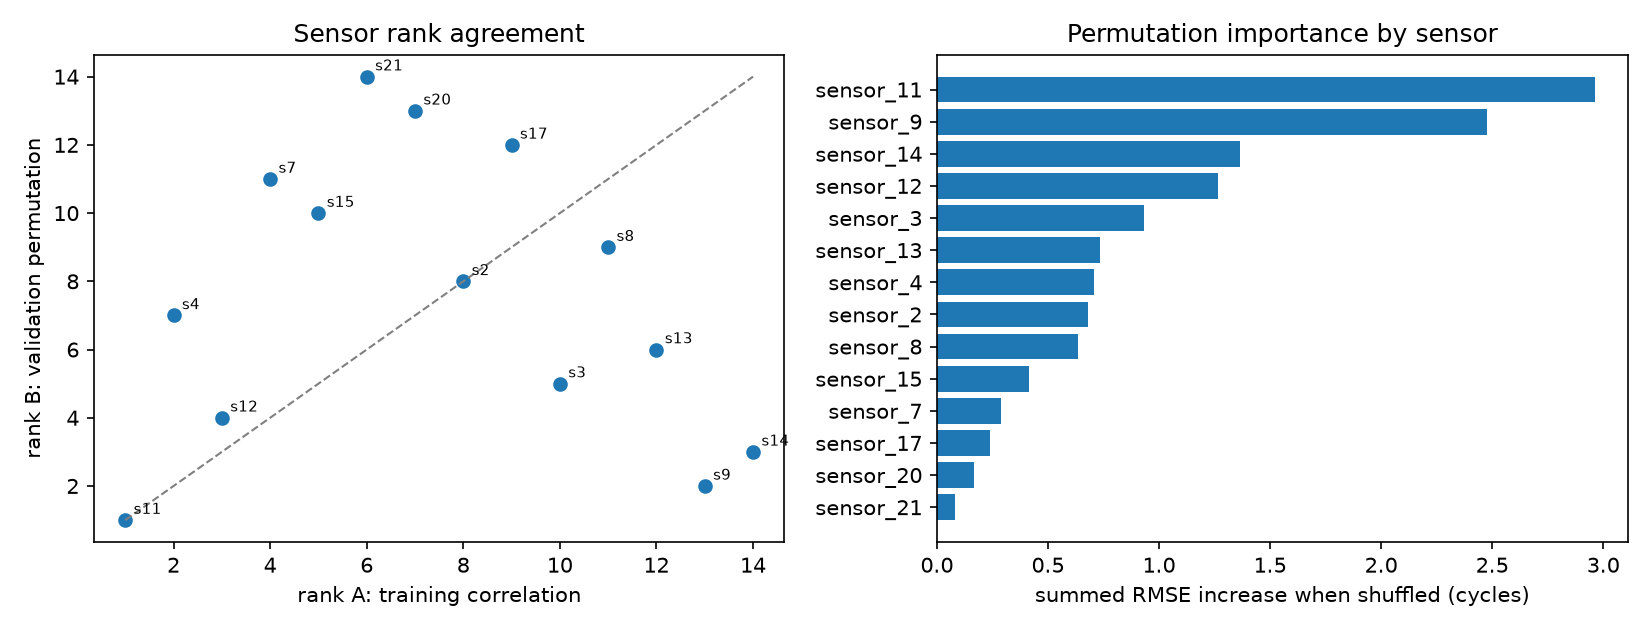 Sensor rank agreement
rank B: validation permutation
14
12
10
8
6
4
2
s21
s20
s17
s7
s15
s8
s2
s4
s13
s3
s12
s14
s9
s11
2 4 6 8 10 12 14
rank A: training correlation
Permutation importance by sensor
sensor_11
sensor_9
sensor_14
sensor_12
sensor_3
sensor_13
sensor_4
sensor_2
sensor_8
sensor_15
sensor_7
sensor_17
sensor_20
sensor_21
0.0 0.5 1.0 1.5 2.0 2.5 3.0
summed RMSE increase when shuffled (cycles)